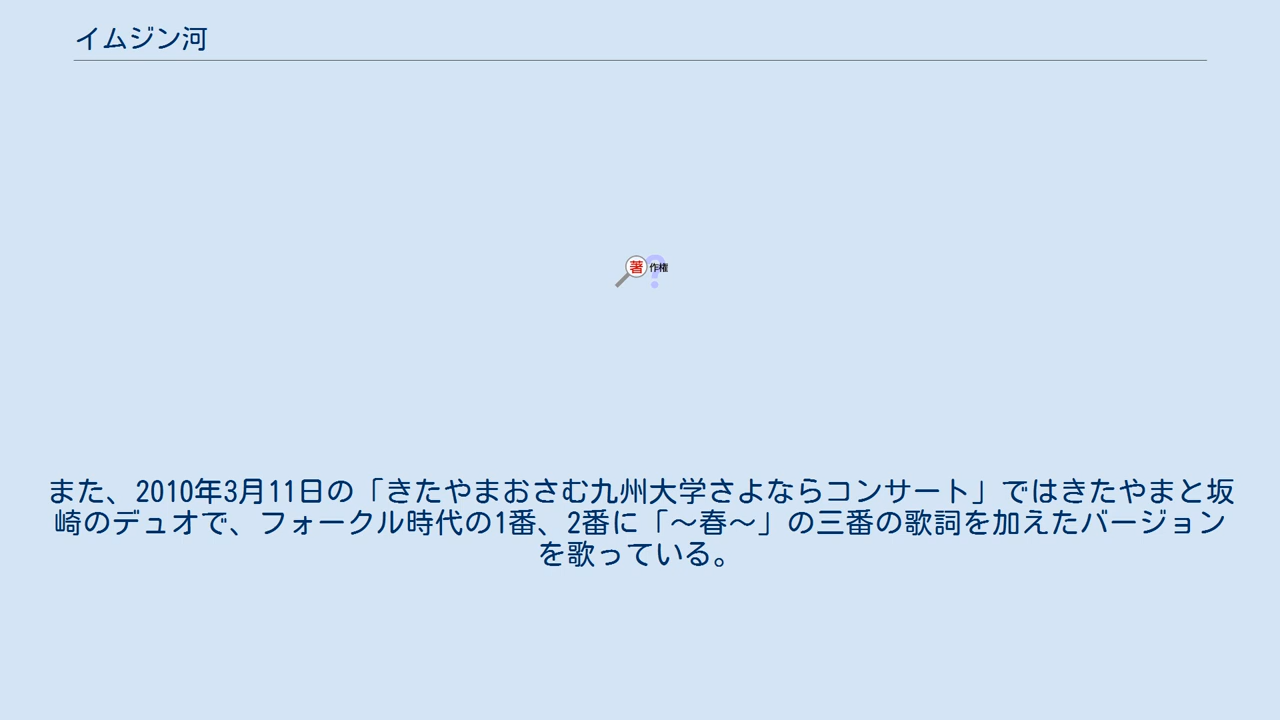 イムジン河
著作権
また、2010年3月11日の「きたやまおさむ九州大学さよならコンサート」ではきたやまと坂
崎のデュオで、フォークル時代の1番、2番に「～春～」の三番の歌詞を加えたバージョン
を歌っている。